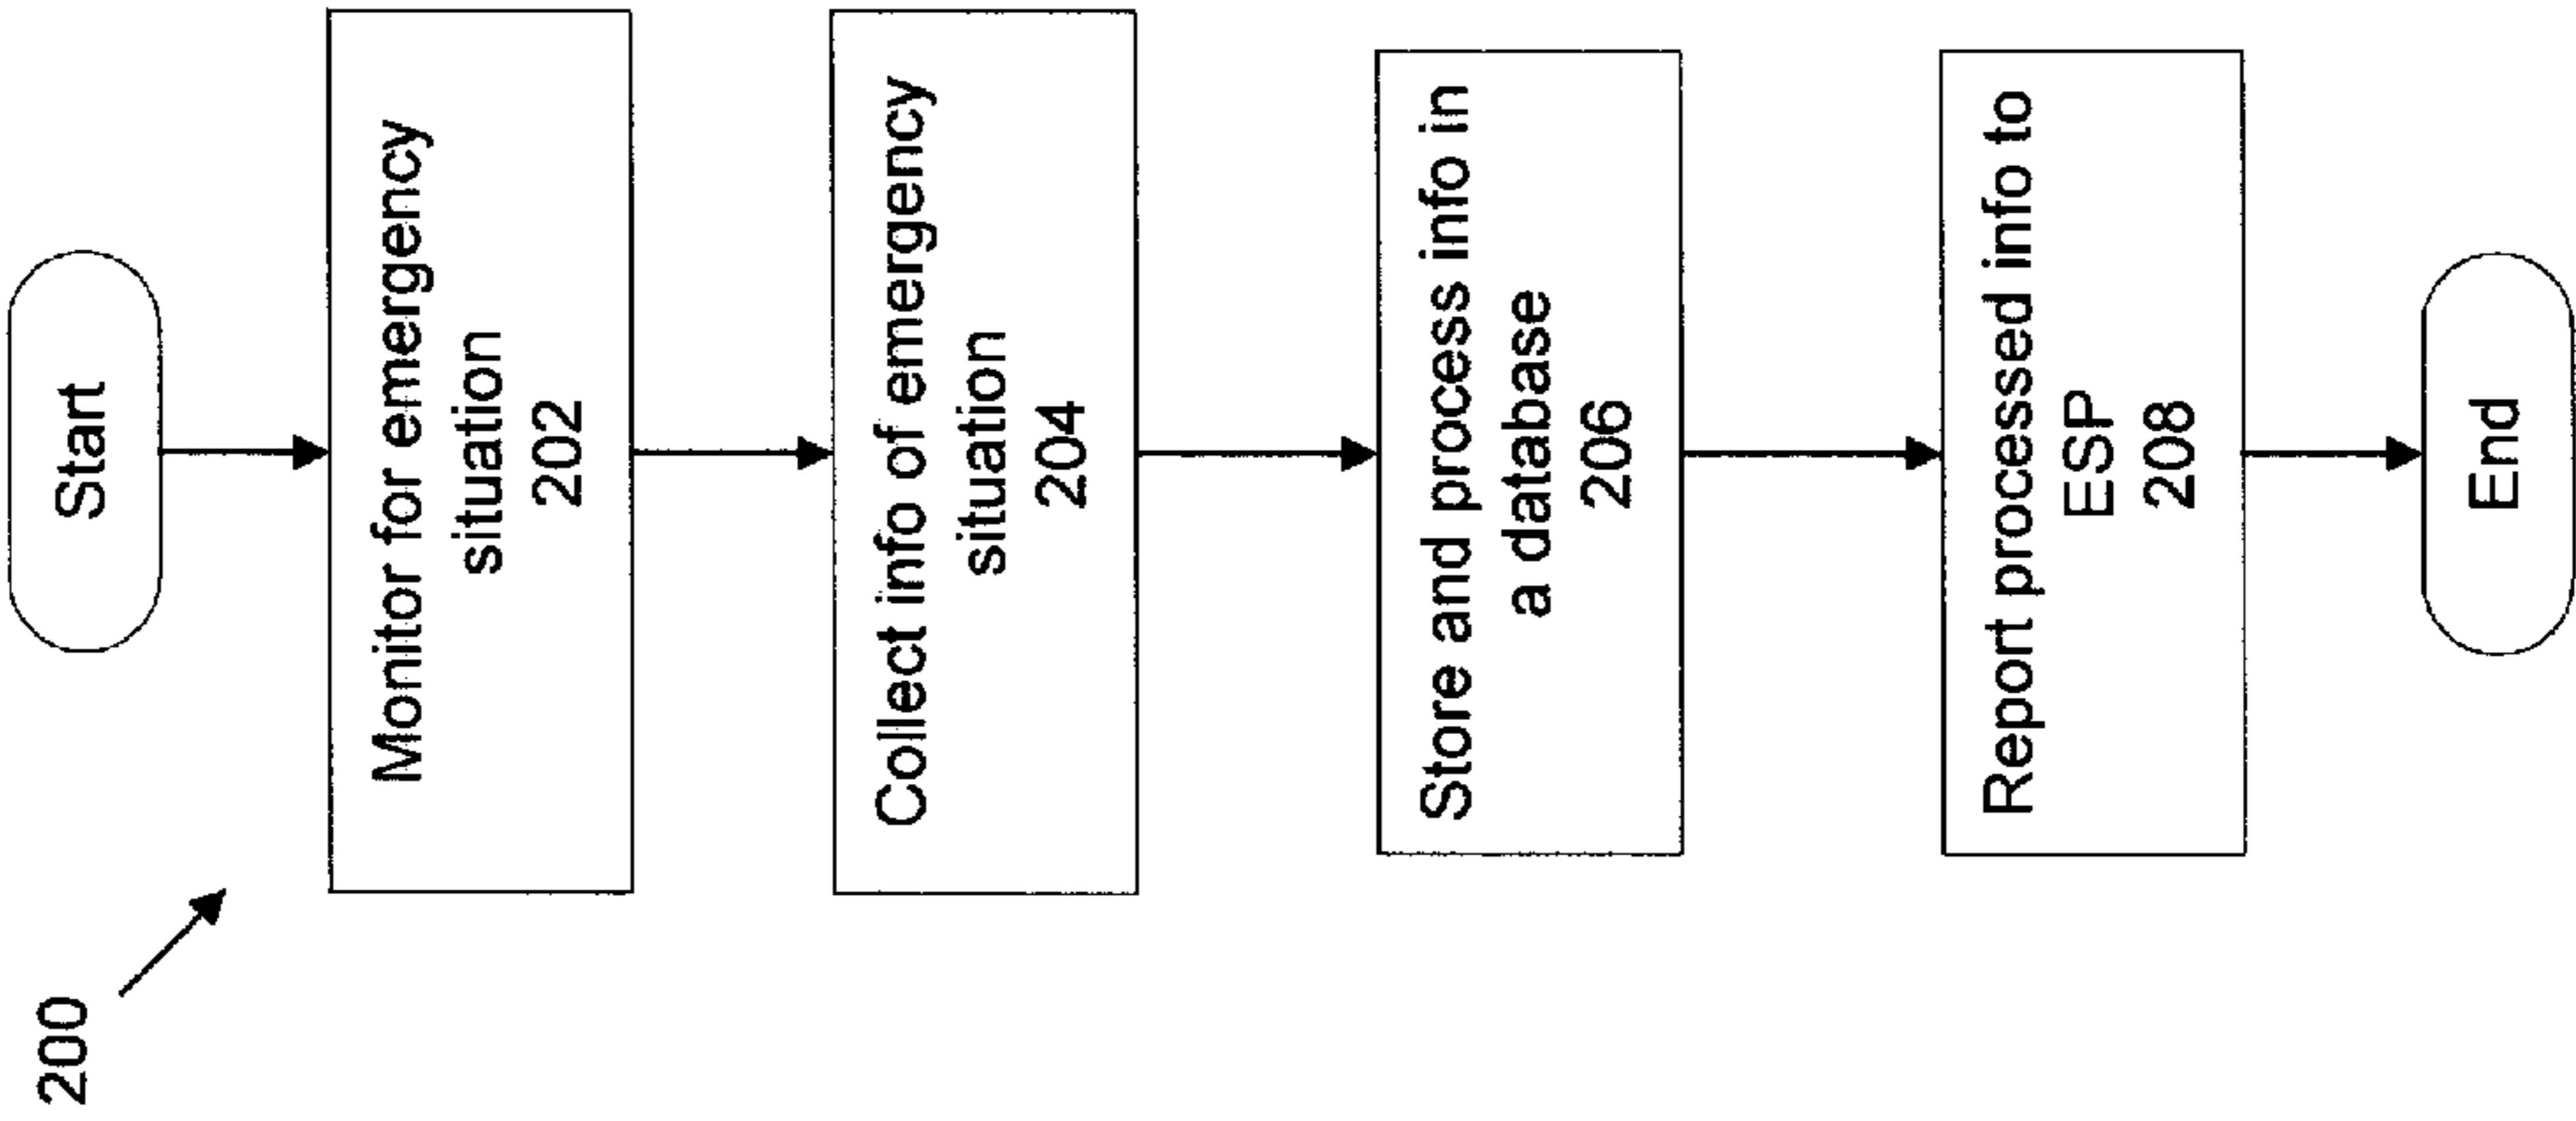 200
Start
Monitor for emergency
situation
202
Collect info of emergency
situation
204
Store and process info in
a database
206
Report processed info to
ESP
208
End